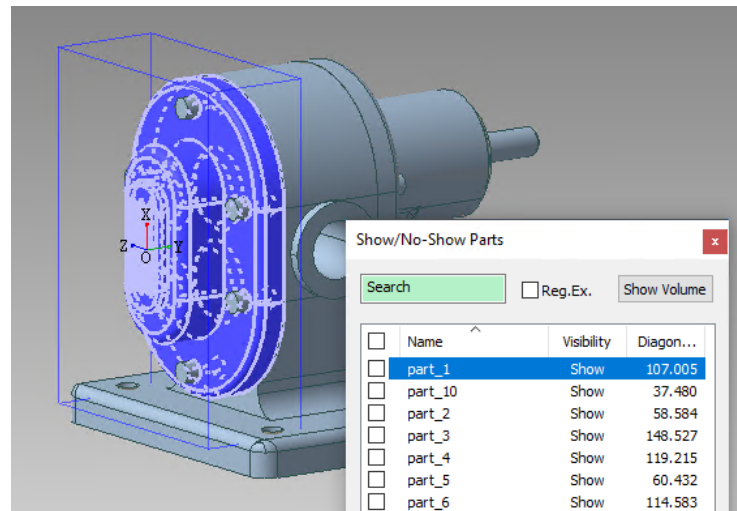 X
Z
Y
O
Show/No-Show Parts
x
Search
Reg.Ex.
Show Volume
Name Visibility Diagon...
part_1 Show 107.005
part_10 Show 37.480
part_2 Show 58.584
part_3 Show 148.527
part_4 Show 119.215
part_5 Show 60.432
part_6 Show 114.583